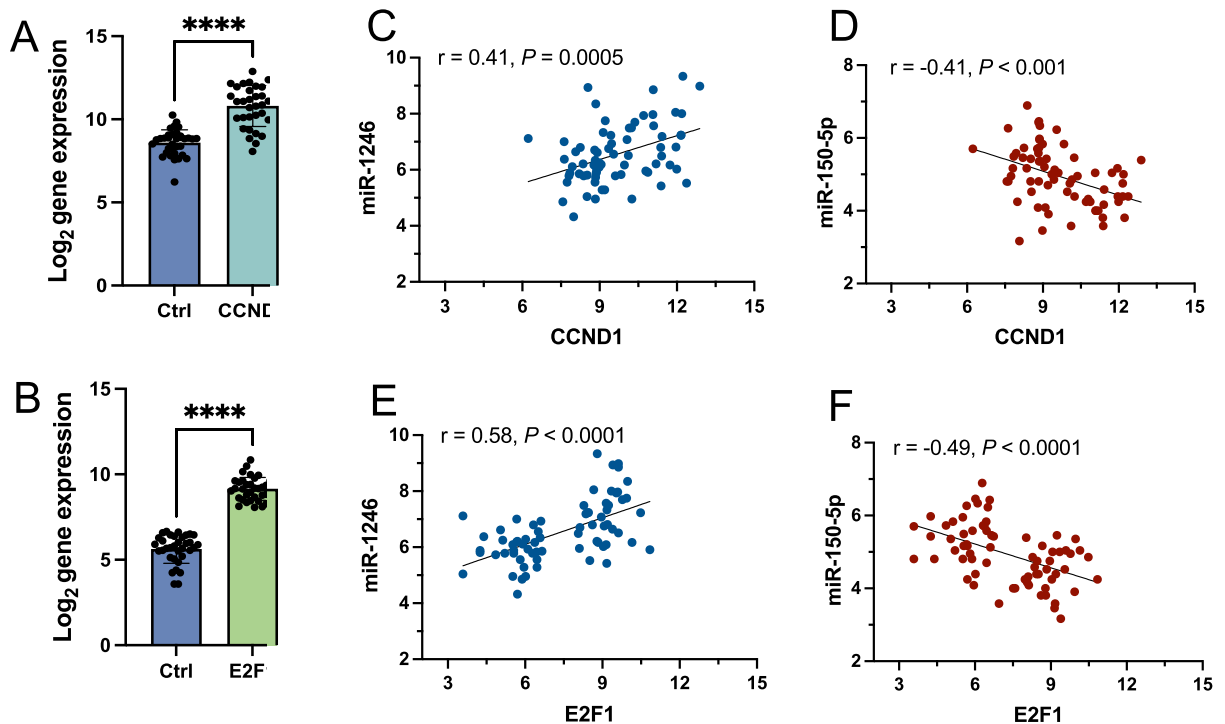 A
Log2 gene expression
15
10
5
0
****
Ctrl
CCND
C
r = 0.41, P = 0.0005
miR-1246
10
8
6
4
2
3 6 9 12 15
CCND1
D
r = -0.41, P < 0.001
miR-150-5p
8
6
4
2
3 6 9 12 15
CCND1
B
Log2 gene expression
15
10
5
0
****
Ctrl
E2F
E
r = 0.58, P < 0.0001
miR-1246
10
8
6
4
2
3 6 9 12 15
E2F1
F
r = -0.49, P < 0.0001
miR-150-5p
8
6
4
2
3 6 9 12 15
E2F1